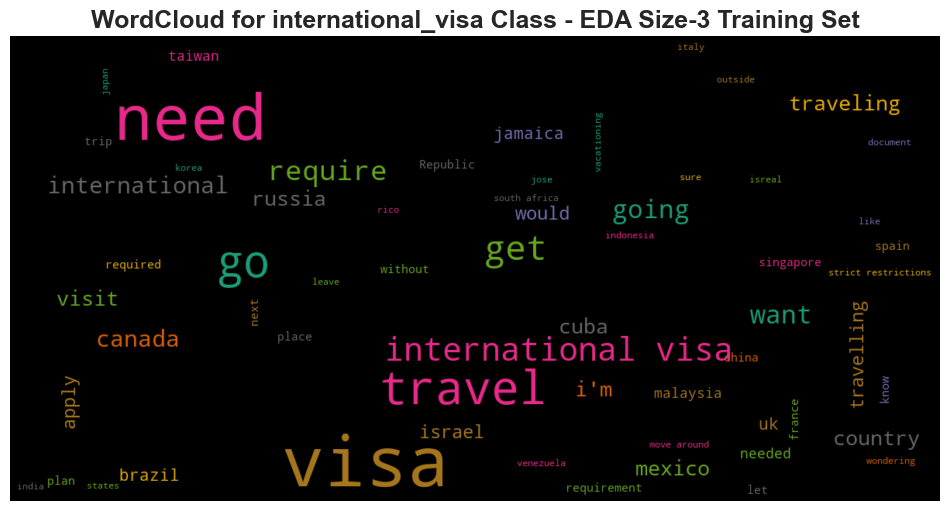 WordCloud for international_visa Class - EDA Size-3 Training Set
italy
taiwan
japan
outside
need
traveling
trip
jamaica
vacationing
document
korea
require
Republic
international
russia
jose
sure
isreal
south africa
rico
would
going
like
indonesia
get
spain
required
go
without
singapore
strict restrictions
leave
visit
next
want
travelling
canada
place
cuba
international visa
china
apply
travel
i'm
malaysia
know
france
uk
israel
country
move around
needed
visa
venezuela
wondering
mexico
brazil
plan
india
states
requirement
let